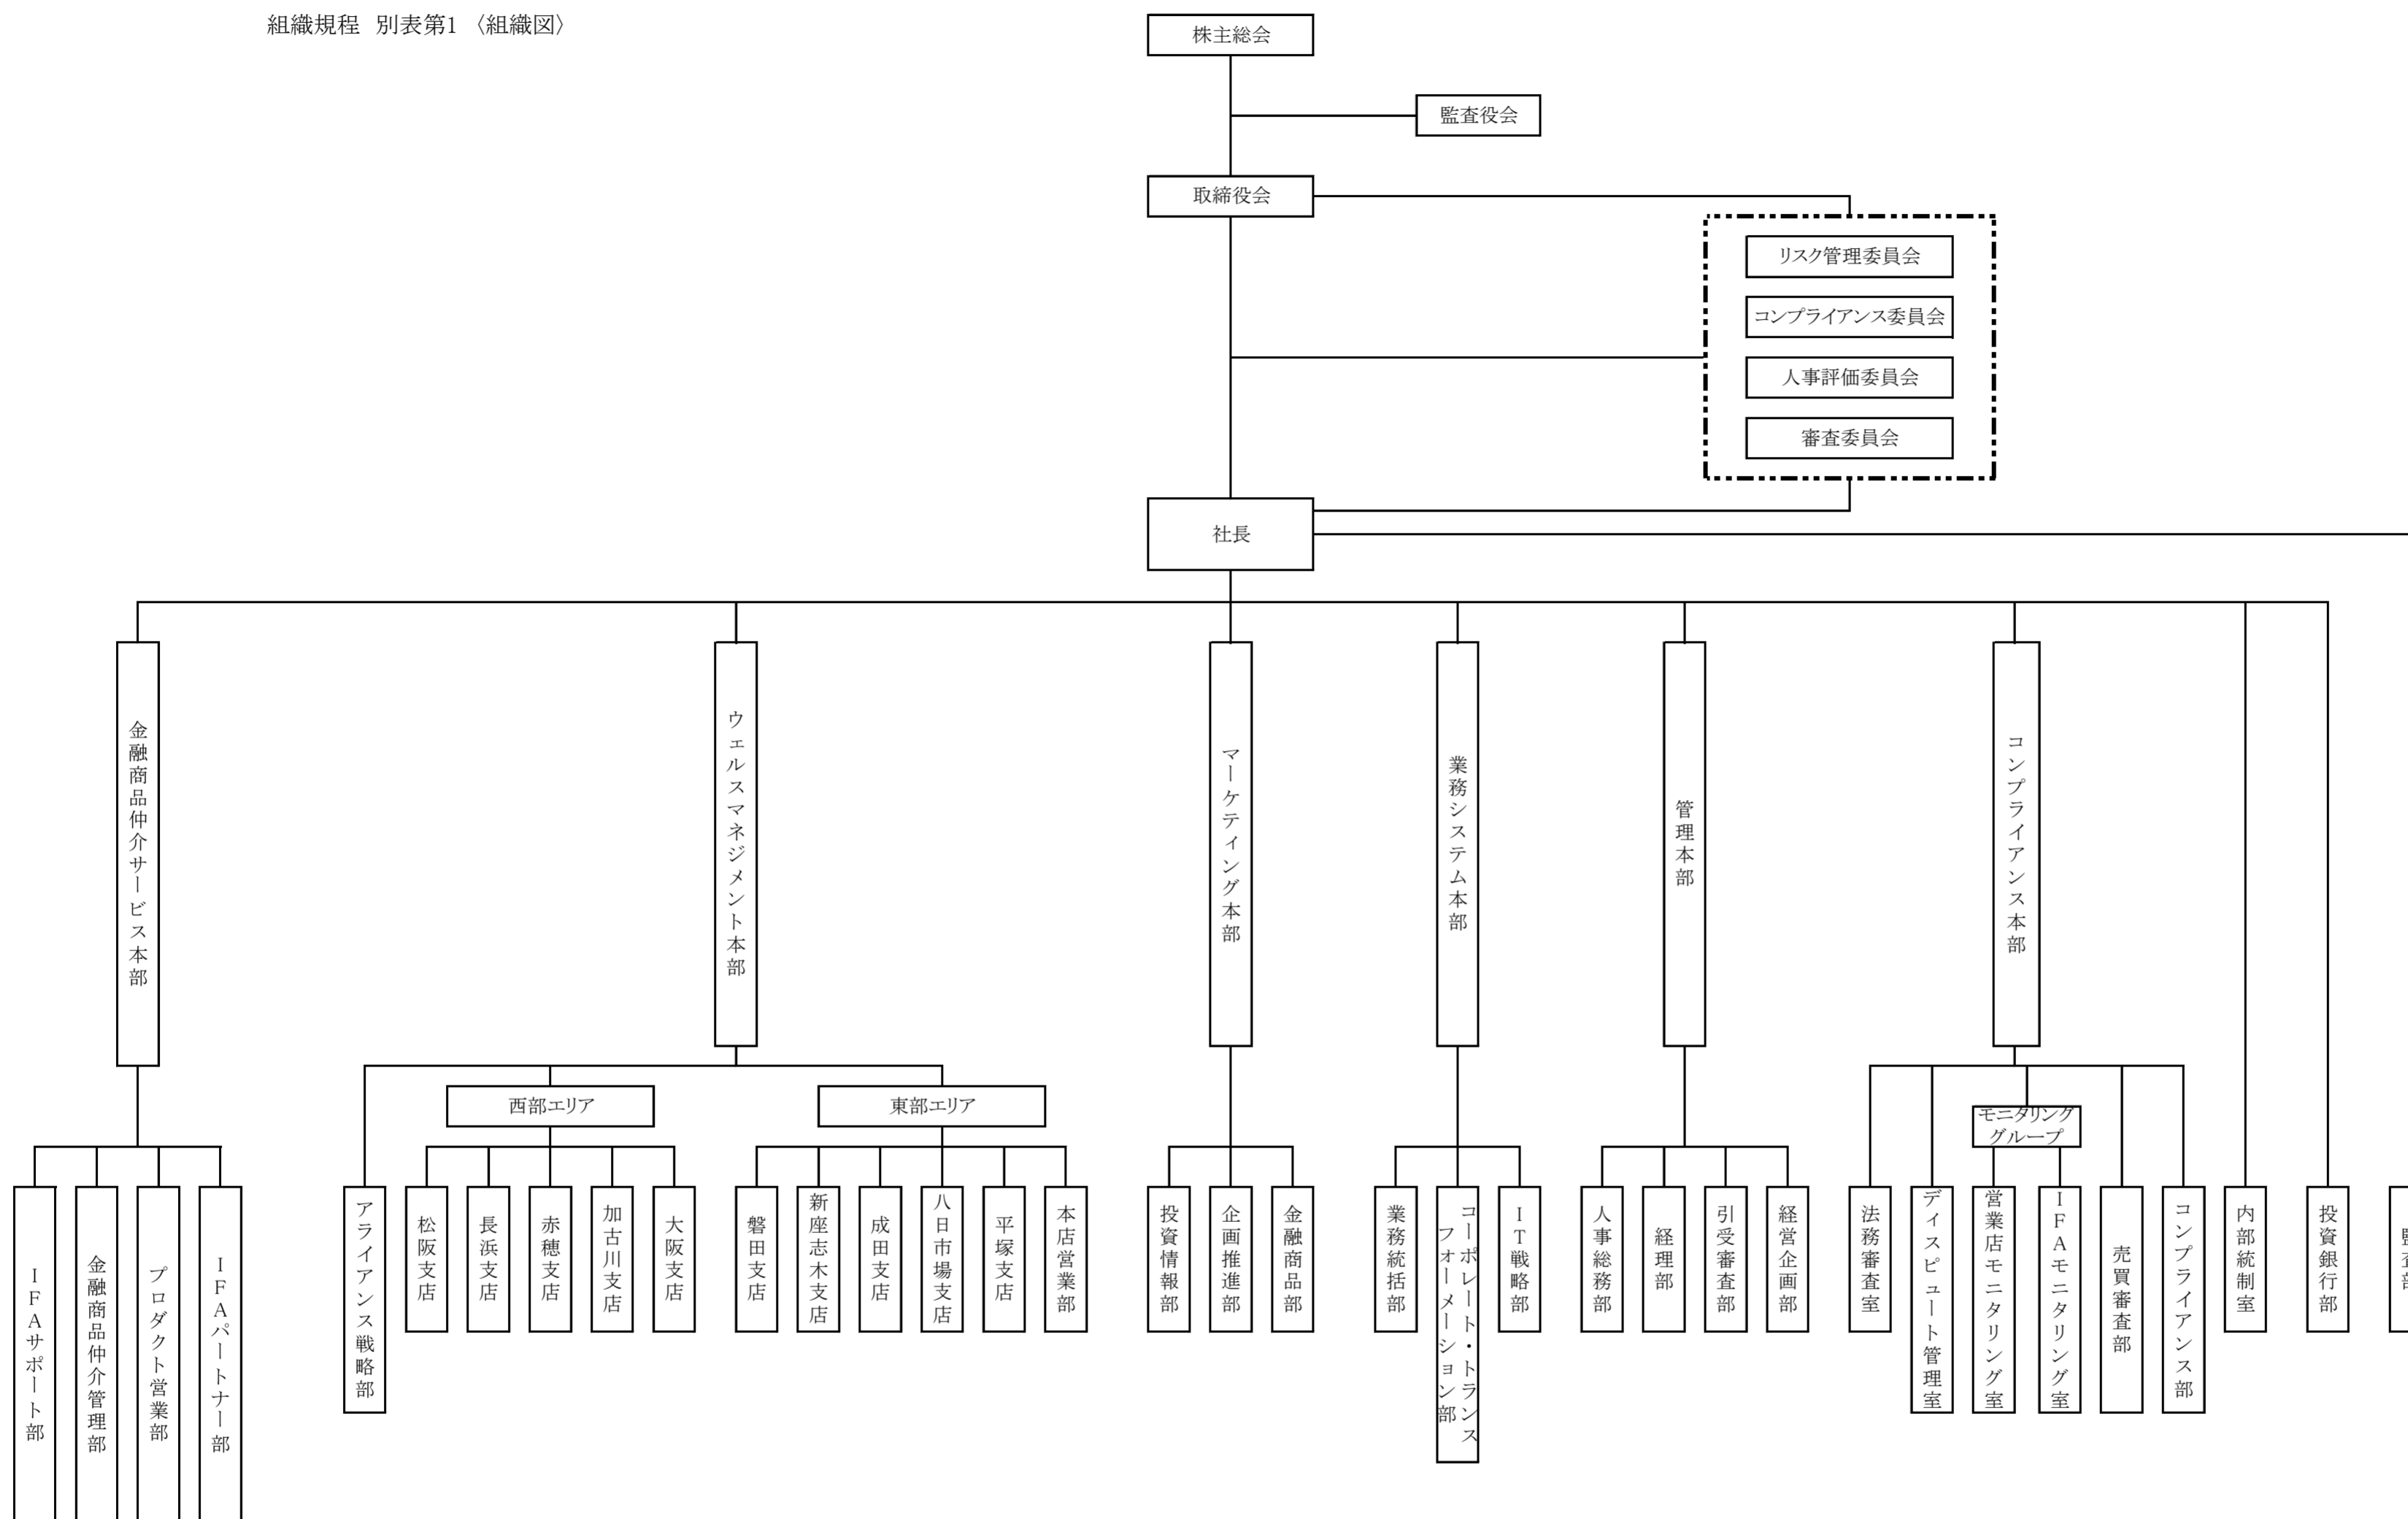 組織規程 別表第1 〈組織図〉
株主総会
監査役会
取締役会
リスク管理委員会
コンプライアンス委員会
人事評価委員会
審査委員会
社長
金融商品仲介サービス本部
ウェルスマネジメント本部
マーケティング本部
業務システム本部
管理本部
コンプライアンス本部
西部エリア
東部エリア
モニタリング
グループ
IFAサポート部
金融商品仲介管理部
プロダクト営業部
IFAパートナー部
アライアンス戦略部
松阪支店
長浜支店
赤穂支店
加古川支店
大阪支店
磐田支店
新座志木支店
成田支店
八日市場支店
平塚支店
本店営業部
投資情報部
企画推進部
金融商品部
業務統括部
コーポレート・トランス
フォーメーション部
IT戦略部
人事総務部
経理部
引受審査部
経営企画部
法務審査室
ディスピュート管理室
営業店モニタリング室
IFAモニタリング室
売買審査部
コンプライアンス部
内部統制室
投資銀行部